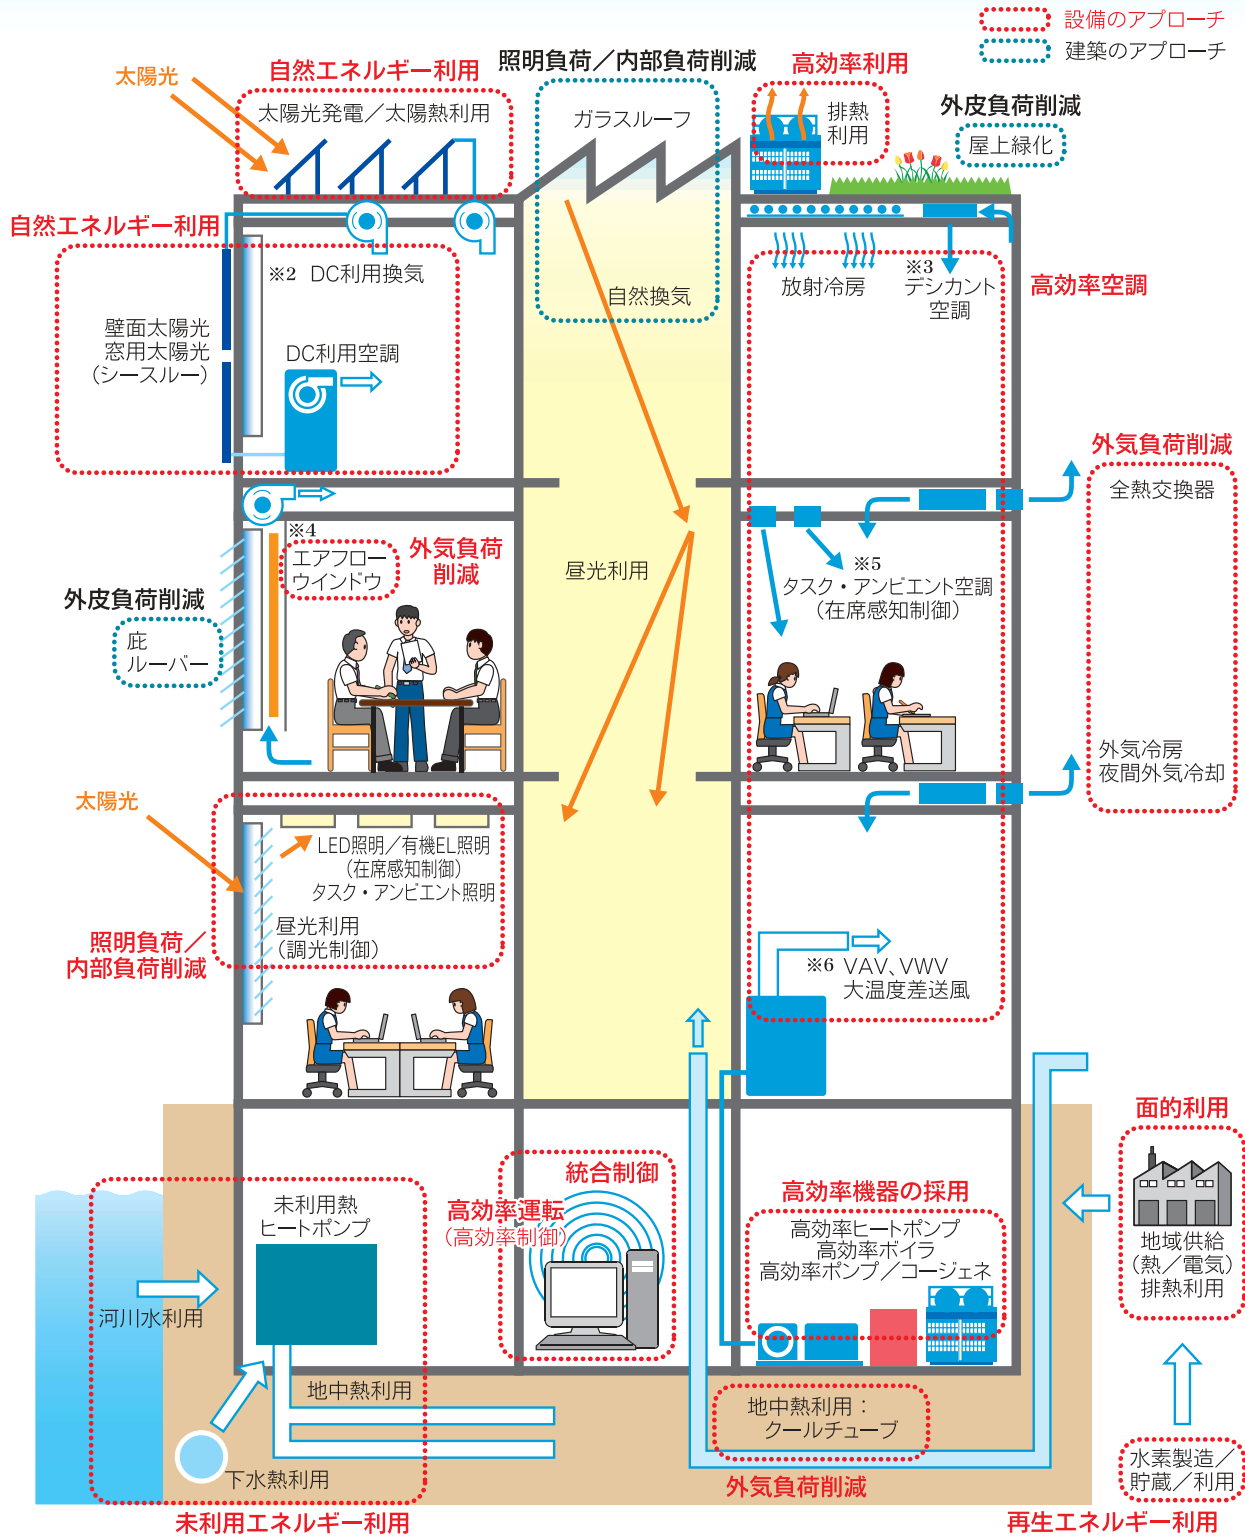 設備のアプローチ
建築のアプローチ
照明負荷／内部負荷削減
高効率利用
自然エネルギー利用
太陽光
太陽光発電／太陽熱利用
ガラスルーフ
排熱
利用
外皮負荷削減
屋上緑化
自然エネルギー利用
※2 DC利用換気
自然換気
放射冷房
※3
デシカント
空調
高効率空調
壁面太陽光
窓用太陽光
（シースルー）
DC利用空調
外気負荷削減
全熱交換器
※4
エアフロー
ウインドウ
外気負荷
削減
昼光利用
※5
タスク・アンビエント空調
（在席感知制御）
外皮負荷削減
庇
ルーバー
外気冷房
夜間外気冷却
太陽光
LED照明／有機EL照明
（在席感知制御）
タスク・アンビエント照明
昼光利用
（調光制御）
照明負荷／
内部負荷削減
※6 VAV、VWV
大温度差送風
面的利用
統合制御
高効率運転
（高効率制御）
高効率機器の採用
未利用熱
ヒートポンプ
高効率ヒートポンプ
高効率ボイラ
高効率ポンプ／コージェネ
地域供給
（熱／電気）
排熱利用
河川水利用
地中熱利用
地中熱利用：
クールチューブ
下水熱利用
水素製造／
貯蔵／利用
外気負荷削減
未利用エネルギー利用
再生エネルギー利用